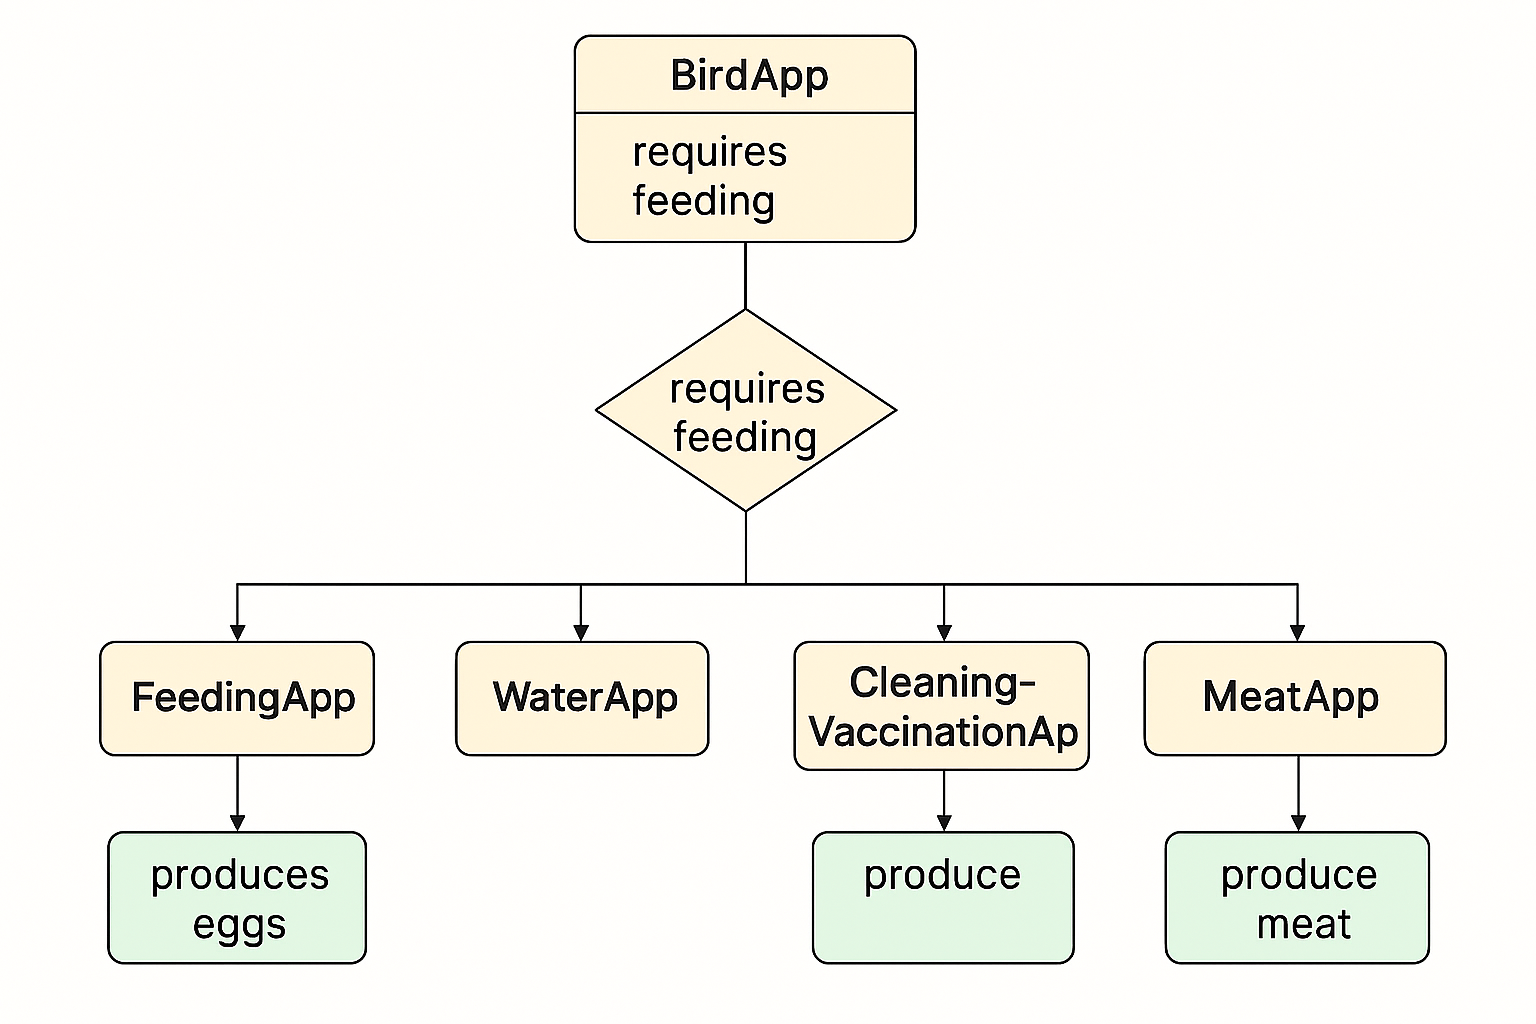 BirdApp
requires
feeding
requires
feeding
FeedingApp
WaterApp
Cleaning-
VaccinationAp
MeatApp
produces
eggs
produce
produce
meat